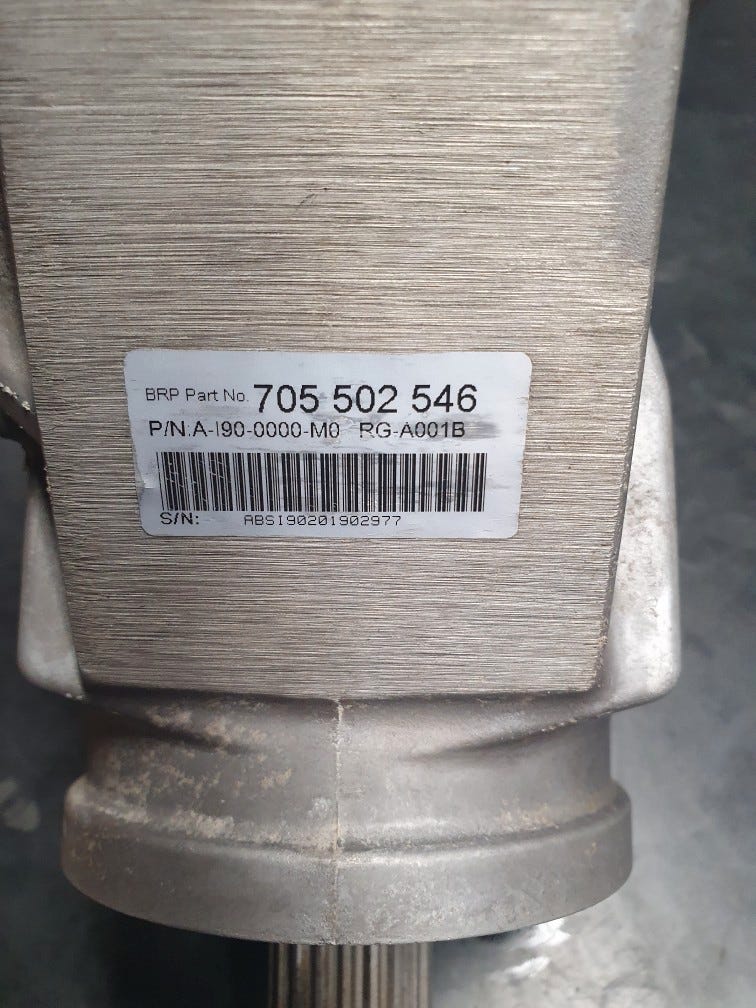 BRP Part No. 705 502 546
P/N:A-I90-0000-M0 RG-A001B
S/N: ABSI90201902977